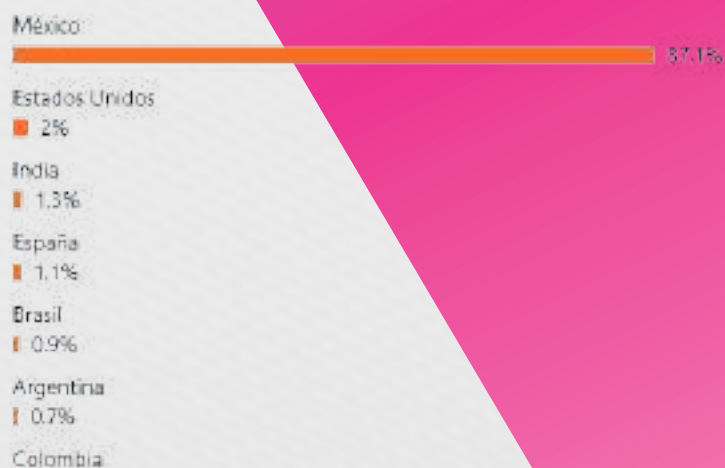 México
87.1%
Estados Unidos
2%
India
1.3%
España
1.1%
Brasil
0.9%
Argentina
0.7%
Colombia